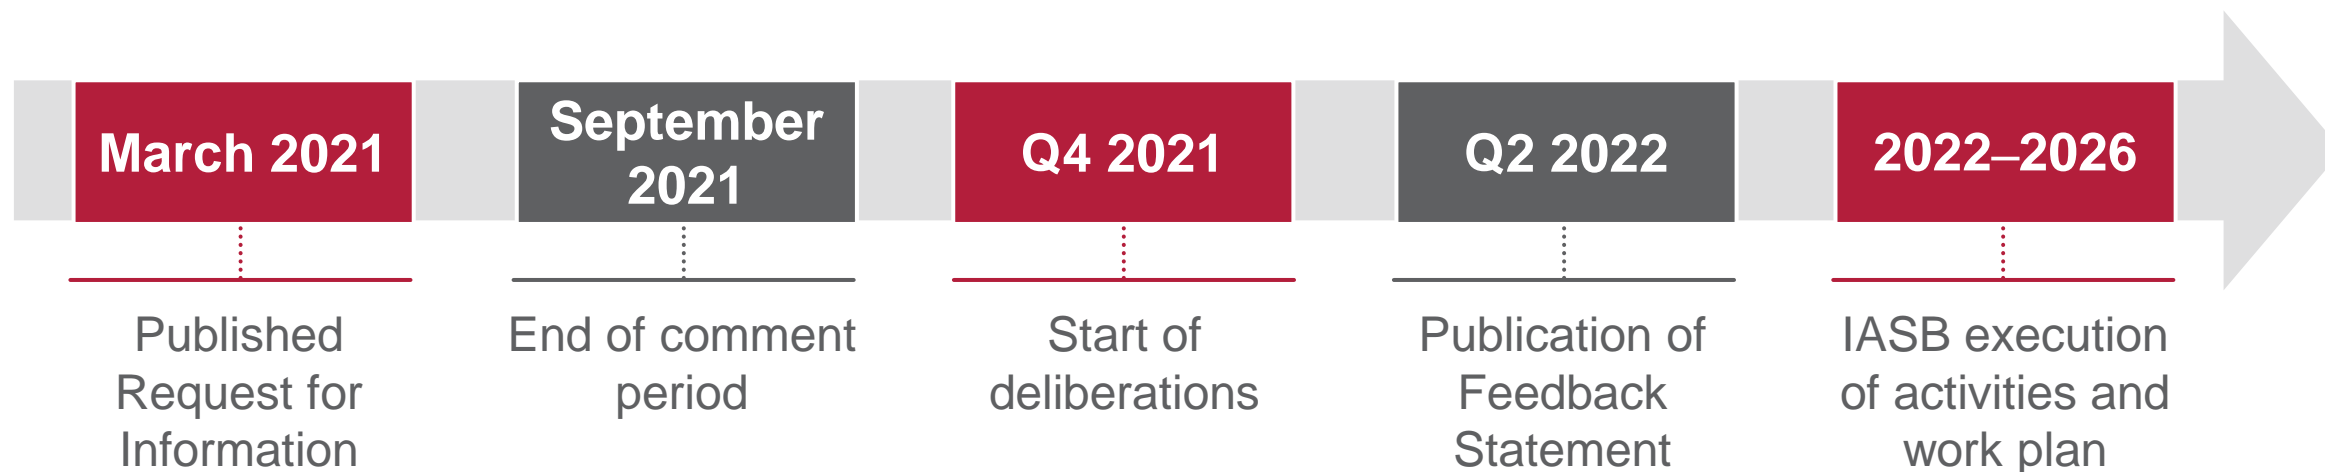 March 2021
Published
Request for
Information
September
2021
End of comment
period
Q4 2021
Start of
deliberations
Q2 2022
Publication of
Feedback
Statement
2022–2026
IASB execution
of activities and
work plan